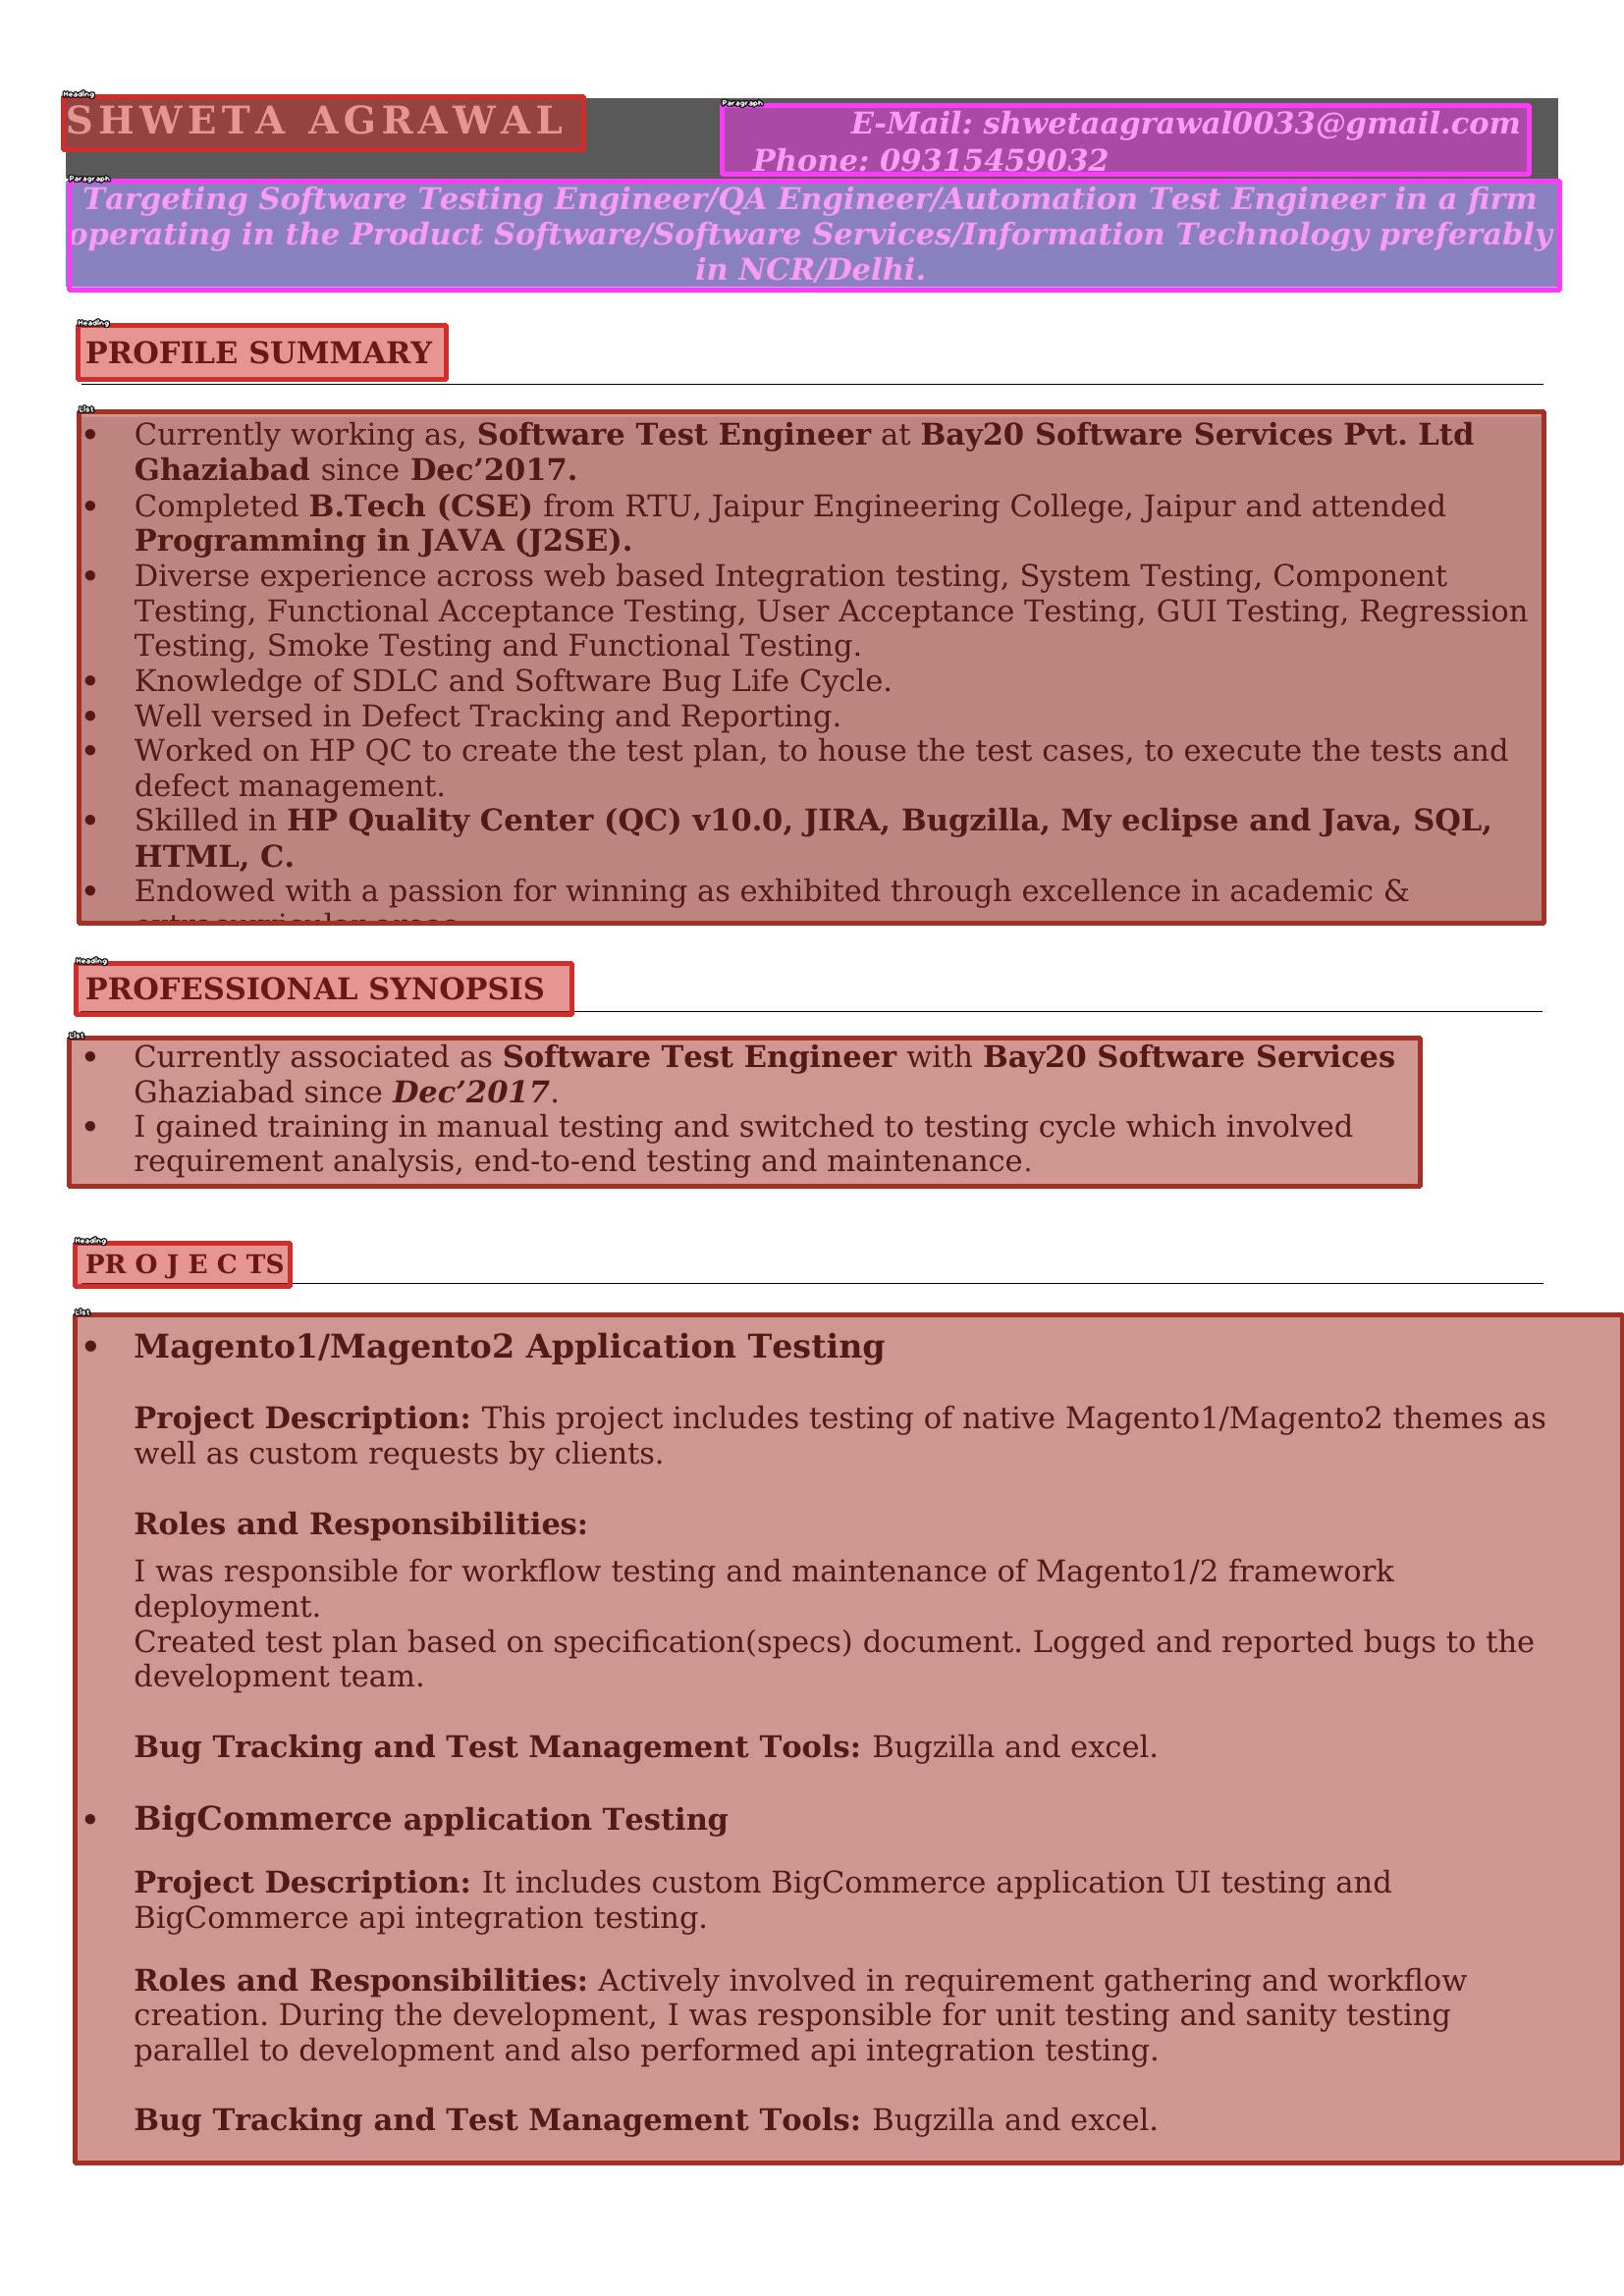 SHWETA AGRAWAL
E-Mail: shwetaagrawal0033@gmail.com
Phone: 09315459032
Targeting Software Testing Engineer/QA Engineer/Automation Test Engineer in a firm
operating in the Product Software/Software Services/Information Technology preferably
in NCR/Delhi.
PROFILE SUMMARY
• Currently working as, Software Test Engineer at Bay20 Software Services Pvt. Ltd
Ghaziabad since Dec’2017.
• Completed B.Tech (CSE) from RTU, Jaipur Engineering College, Jaipur and attended
Programming in JAVA (J2SE).
• Diverse experience across web based Integration testing, System Testing, Component
Testing, Functional Acceptance Testing, User Acceptance Testing, GUI Testing, Regression
Testing, Smoke Testing and Functional Testing.
• Knowledge of SDLC and Software Bug Life Cycle.
• Well versed in Defect Tracking and Reporting.
• Worked on HP QC to create the test plan, to house the test cases, to execute the tests and
defect management.
• Skilled in HP Quality Center (QC) v10.0, JIRA, Bugzilla, My eclipse and Java, SQL,
HTML, C.
• Endowed with a passion for winning as exhibited through excellence in academic &
PROFESSIONAL SYNOPSIS
• Currently associated as Software Test Engineer with Bay20 Software Services
Ghaziabad since Dec’2017.
• I gained training in manual testing and switched to testing cycle which involved
requirement analysis, end-to-end testing and maintenance.
PR O J E C TS
• Magento1/Magento2 Application Testing
Project Description: This project includes testing of native Magento1/Magento2 themes as
well as custom requests by clients.
Roles and Responsibilities:
I was responsible for workflow testing and maintenance of Magento1/2 framework
deployment.
Created test plan based on specification(specs) document. Logged and reported bugs to the
development team.
Bug Tracking and Test Management Tools: Bugzilla and excel.
• BigCommerce application Testing
Project Description: It includes custom BigCommerce application UI testing and
BigCommerce api integration testing.
Roles and Responsibilities: Actively involved in requirement gathering and workflow
creation. During the development, I was responsible for unit testing and sanity testing
parallel to development and also performed api integration testing.
Bug Tracking and Test Management Tools: Bugzilla and excel.